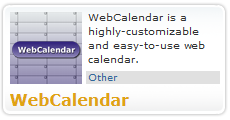 WebCalendar
WebCalendar is a
highly-customizable
and easy-to-use web
calendar.
Other
WebCalendar